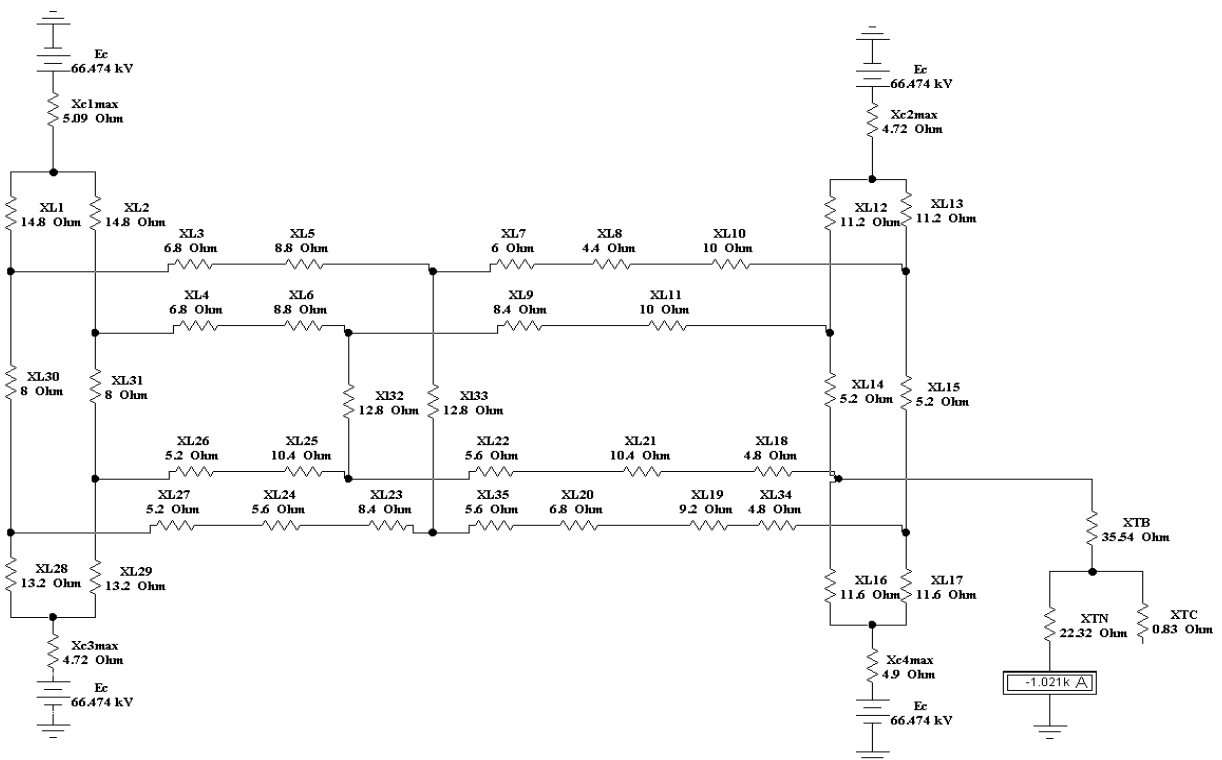 Ec
66.474 kV
Xc1max
5.09 Ohm
Ec
66.474 kV
Xc2max
4.72 Ohm
XL1
14.8 Ohm
XL2
14.8 Ohm
XL12
11.2 Ohm
XL13
11.2 Ohm
XL3
6.8 Ohm
XL5
8.8 Ohm
XL7
6 Ohm
XL8
4.4 Ohm
XL10
10 Ohm
XL4
6.8 Ohm
XL6
8.8 Ohm
XL9
8.4 Ohm
XL11
10 Ohm
XL30
8 Ohm
XL31
8 Ohm
Xl32
12.8 Ohm
Xl33
12.8 Ohm
XL14
5.2 Ohm
XL15
5.2 Ohm
XL26
5.2 Ohm
XL25
10.4 Ohm
XL22
5.6 Ohm
XL21
10.4 Ohm
XL18
4.8 Ohm
XL27
5.2 Ohm
XL24
5.6 Ohm
XL23
8.4 Ohm
XL35
5.6 Ohm
XL20
6.8 Ohm
XL19
9.2 Ohm
XL34
4.8 Ohm
XTB
35.54 Ohm
XL28
13.2 Ohm
XL29
13.2 Ohm
XL16
11.6 Ohm
XL17
11.6 Ohm
XTN
22.32 Ohm
XTC
0.83 Ohm
Xc3max
4.72 Ohm
Ec
66.474 kV
Xc4max
4.9 Ohm
Ec
66.474 kV
-1.021k A